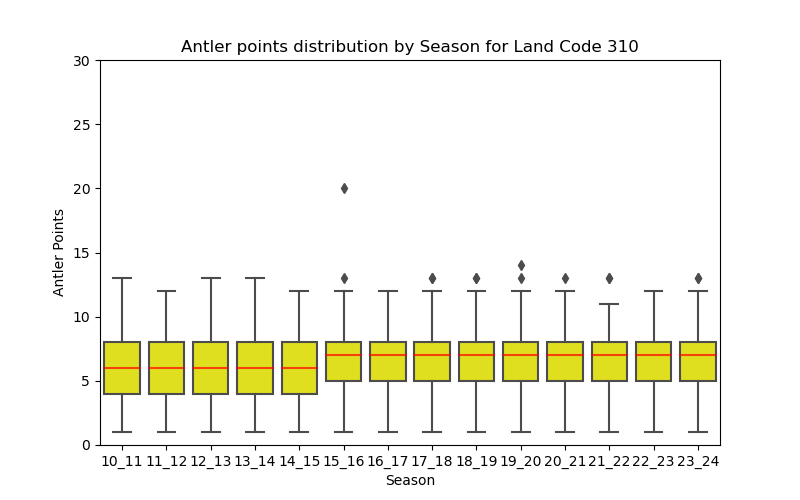 Antler points distribution by Season for Land Code 310
30
25
20
15
10
5
0
Antler Points
10_11 11_12 12_13 13_14 14_15 15_16 16_17 17_18 18_19 19_20 20_21 21_22 22_23 23_24
Season